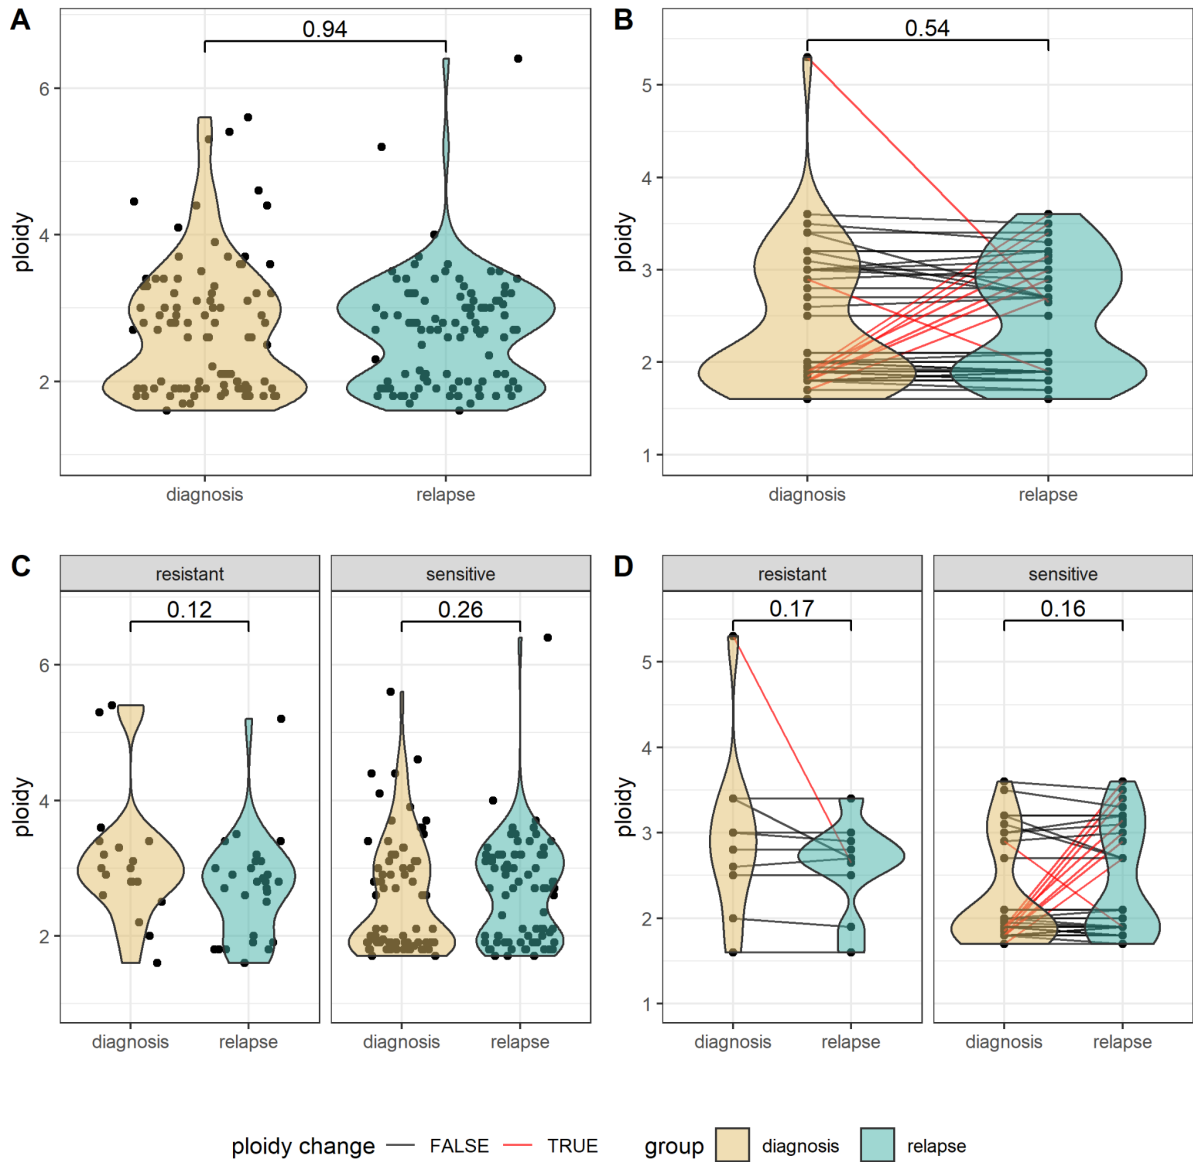 A
0.94
ploidy
6
4
2
diagnosis
relapse
B
0.54
ploidy
5
4
3
2
1
diagnosis
relapse
C
resistant
sensitive
0.12
0.26
ploidy
6
4
2
diagnosis
relapse
diagnosis
relapse
D
resistant
sensitive
0.17
0.16
ploidy
5
4
3
2
1
diagnosis
relapse
diagnosis
relapse
ploidy change
FALSE
TRUE
group
diagnosis
relapse